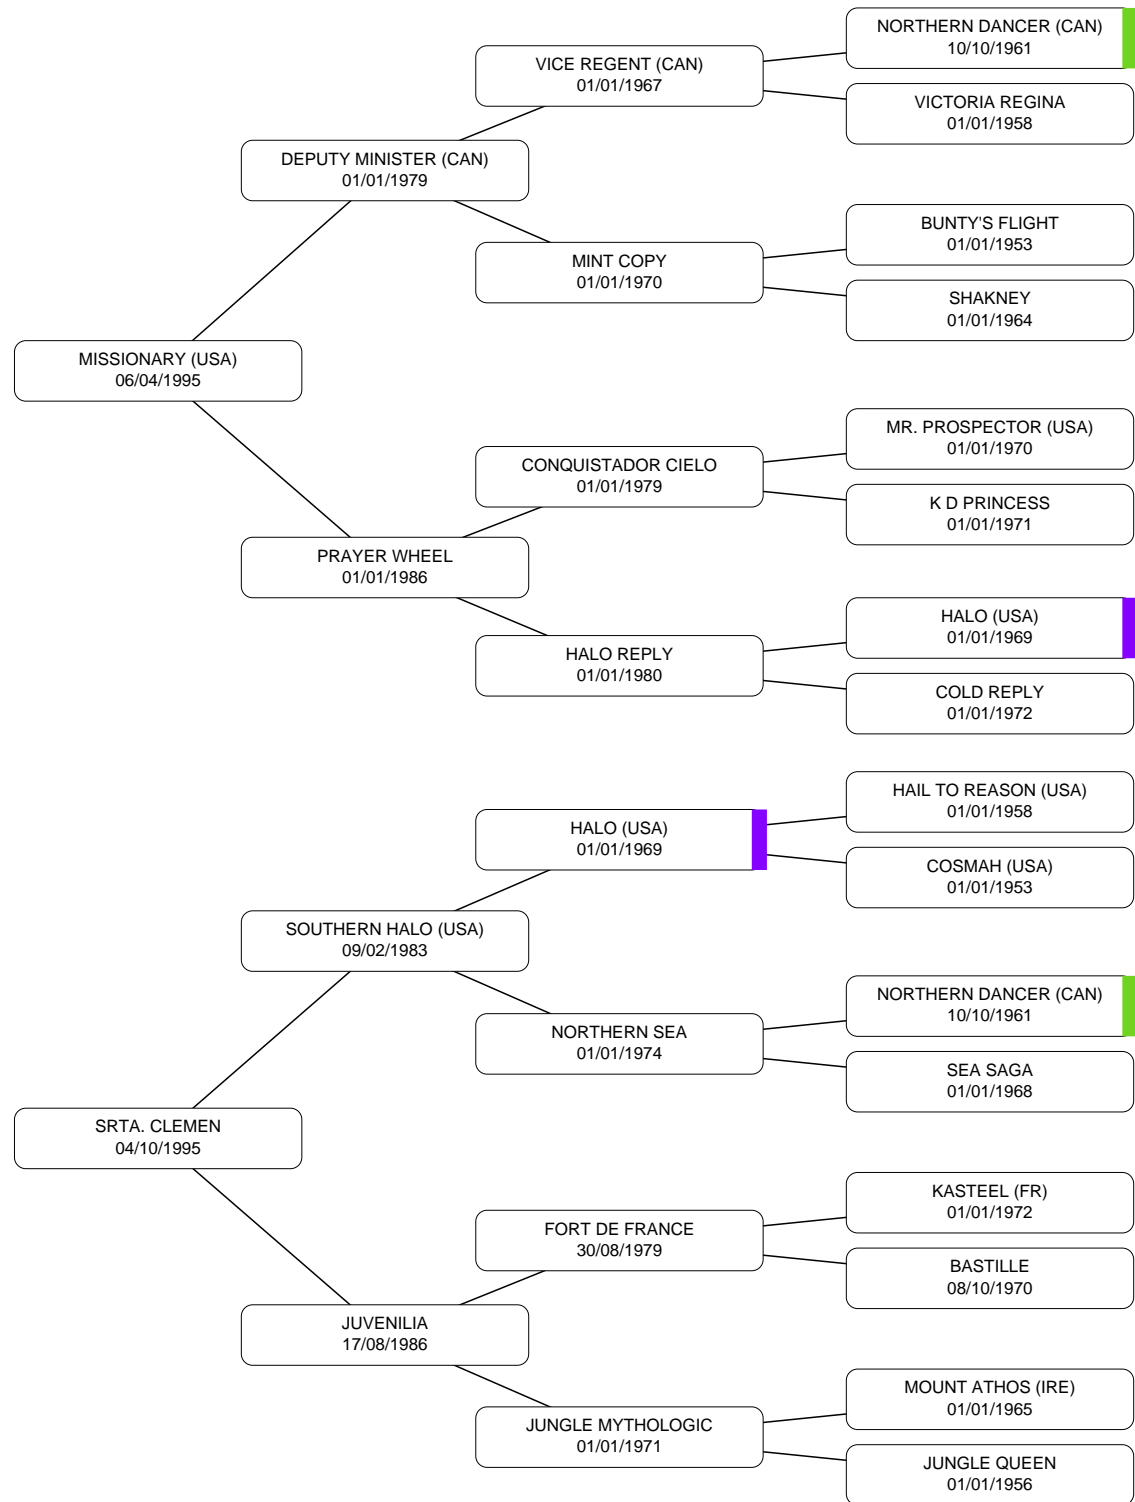 NORTHERN DANCER (CAN)
10/10/1961
VICE REGENT (CAN)
01/01/1967
VICTORIA REGINA
01/01/1958
DEPUTY MINISTER (CAN)
01/01/1979
BUNTY'S FLIGHT
01/01/1953
MINT COPY
01/01/1970
SHAKNEY
01/01/1964
MISSIONARY (USA)
06/04/1995
MR. PROSPECTOR (USA)
01/01/1970
CONQUISTADOR CIELO
01/01/1979
K D PRINCESS
01/01/1971
PRAYER WHEEL
01/01/1986
HALO (USA)
01/01/1969
HALO REPLY
01/01/1980
COLD REPLY
01/01/1972
HAIL TO REASON (USA)
01/01/1958
HALO (USA)
01/01/1969
COSMAH (USA)
01/01/1953
SOUTHERN HALO (USA)
09/02/1983
NORTHERN DANCER (CAN)
10/10/1961
NORTHERN SEA
01/01/1974
SEA SAGA
01/01/1968
SRTA. CLEMEN
04/10/1995
KASTEEL (FR)
01/01/1972
FORT DE FRANCE
30/08/1979
BASTILLE
08/10/1970
JUVENILIA
17/08/1986
MOUNT ATHOS (IRE)
01/01/1965
JUNGLE MYTHOLOGIC
01/01/1971
JUNGLE QUEEN
01/01/1956